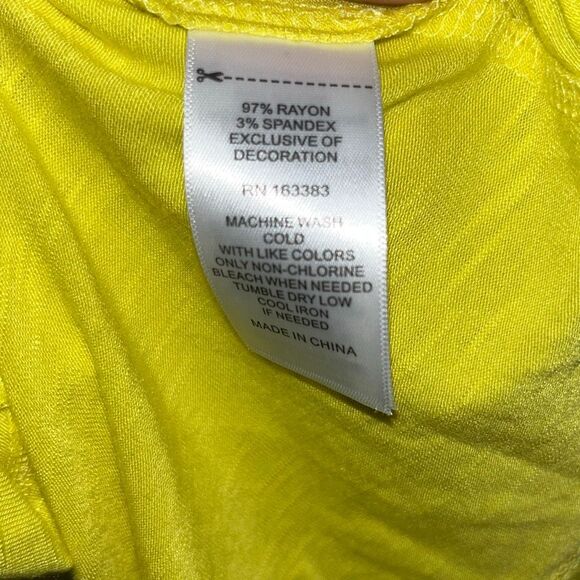 97% RAYON
3% SPANDEX
EXCLUSIVE OF
DECORATION
RN 163383
MACHINE WASH
COLD
WITH LIKE COLORS
ONLY NON-CHLORINE
BLEACH WHEN NEEDED
TUMBLE DRY LOW
COOL IRON
IF NEEDED
MADE IN CHINA